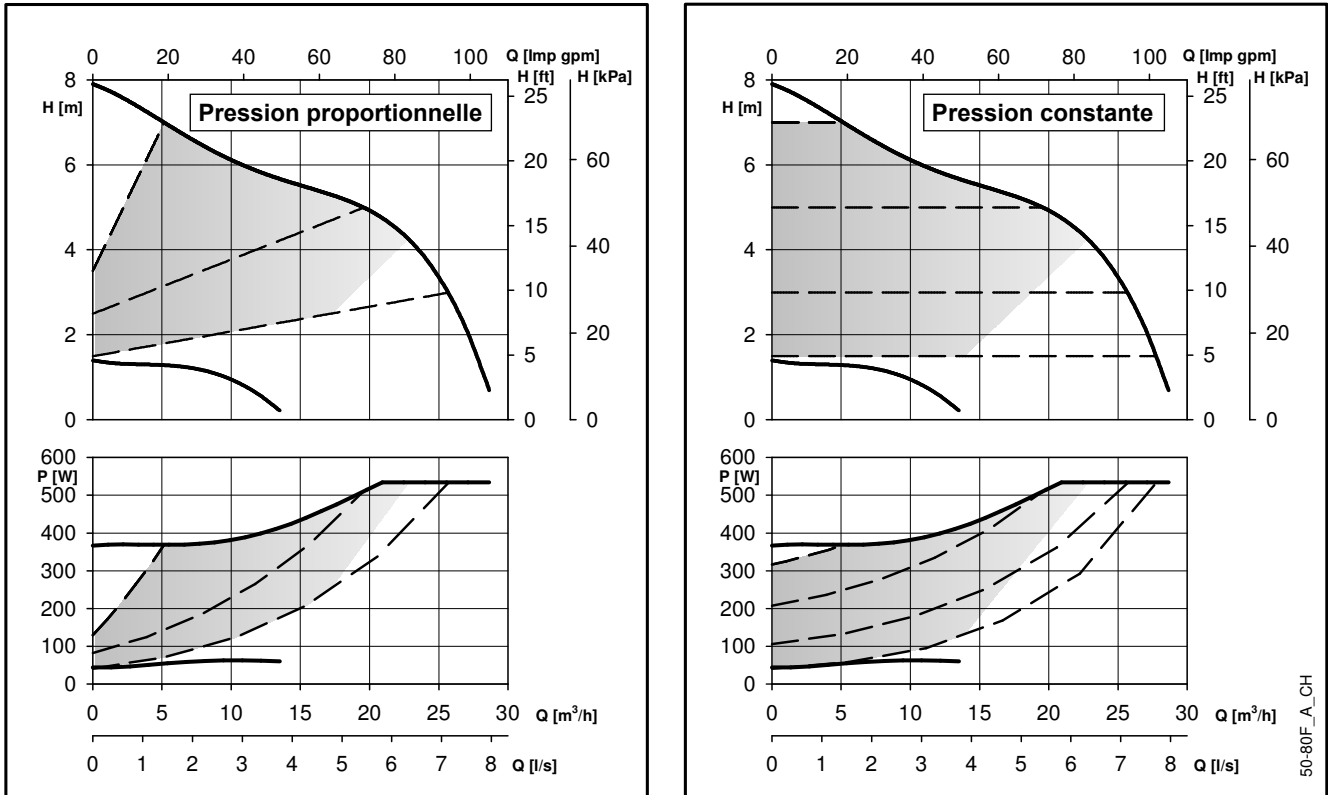 0 20 40 60 80 100 Q [Imp gpm]
H [ft] H [kPa]
8 6 4 2 0
H [m]
Pression proportionnelle
25 20 15 10 5 0
60 40 20 0
600 500 400 300 200 100 0
P [W]
0 5 10 15 20 25 30 Q [m³/h]
0 1 2 3 4 5 6 7 8 Q [l/s]
0 20 40 60 80 100 Q [Imp gpm]
H [ft] H [kPa]
8 6 4 2 0
H [m]
Pression constante
25 20 15 10 5 0
60 40 20 0
600 500 400 300 200 100 0
P [W]
0 5 10 15 20 25 30 Q [m³/h]
0 1 2 3 4 5 6 7 8 Q [l/s]
50-80F_A_CH